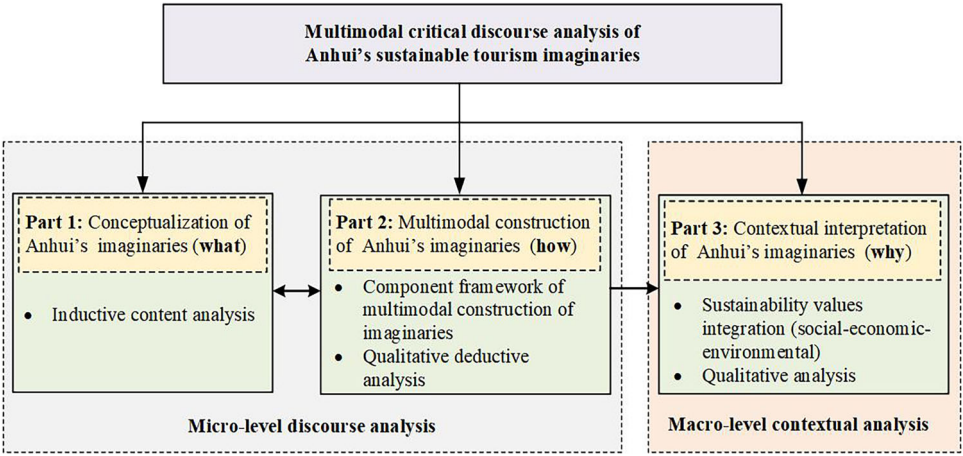 Multimodal critical discourse analysis of
Anhui’s sustainable tourism imaginaries
Part 1: Conceptualization of
Anhui’s imaginaries (what)
• Inductive content analysis
Part 2: Multimodal construction
of Anhui’s imaginaries (how)
• Component framework of
multimodal construction of
imaginaries
• Qualitative deductive
analysis
Part 3: Contextual interpretation
of Anhui’s imaginaries (why)
• Sustainability values
integration (social-economic-
environmental)
• Qualitative analysis
Micro-level discourse analysis
Macro-level contextual analysis